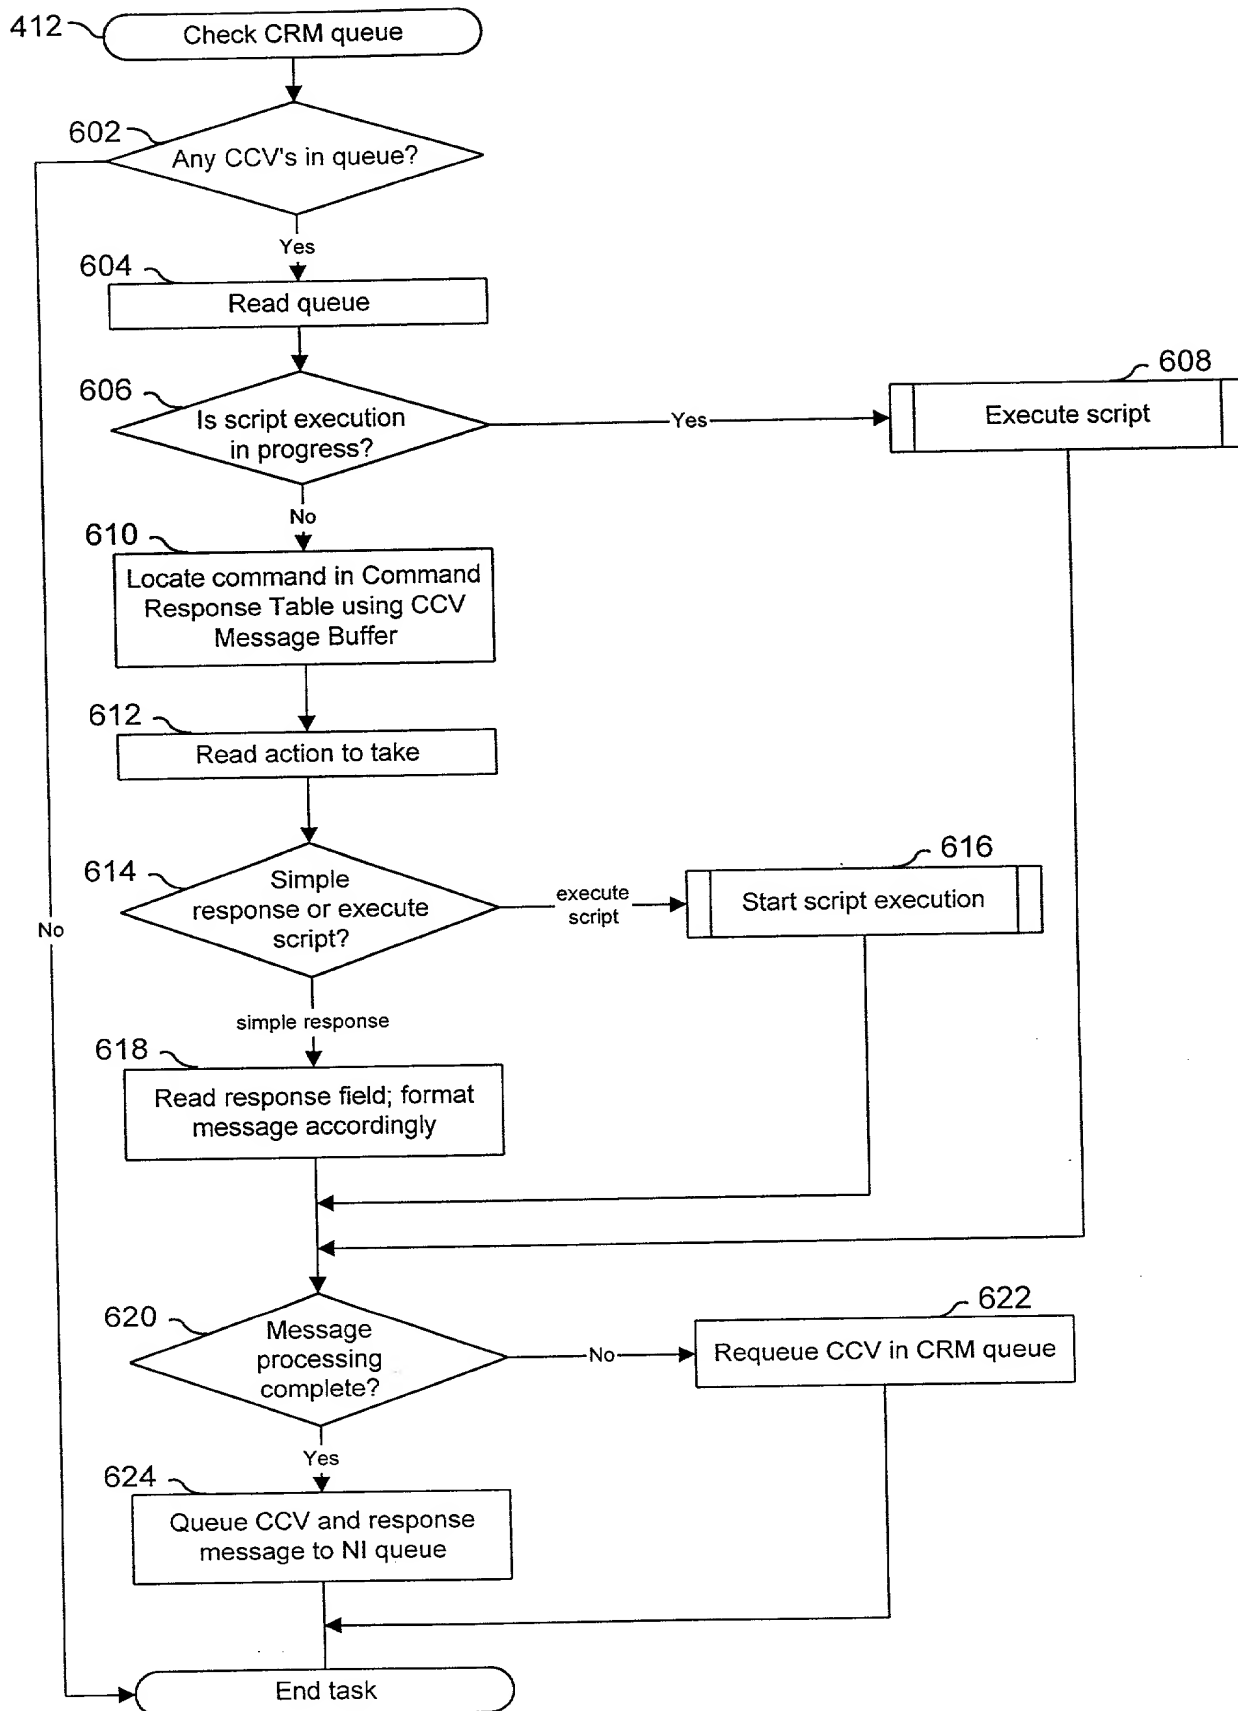 412
Check CRM queue
602
Any CCV's in queue?
Yes
604
Read queue
606
Is script execution
in progress?
Yes
608
Execute script
No
610
Locate command in Command
Response Table using CCV
Message Buffer
612
Read action to take
614
Simple
response or execute
script?
execute
script
616
Start script execution
No
simple response
618
Read response field; format
message accordingly
620
Message
processing
complete?
No
622
Requeue CCV in CRM queue
Yes
624
Queue CCV and response
message to NI queue
End task